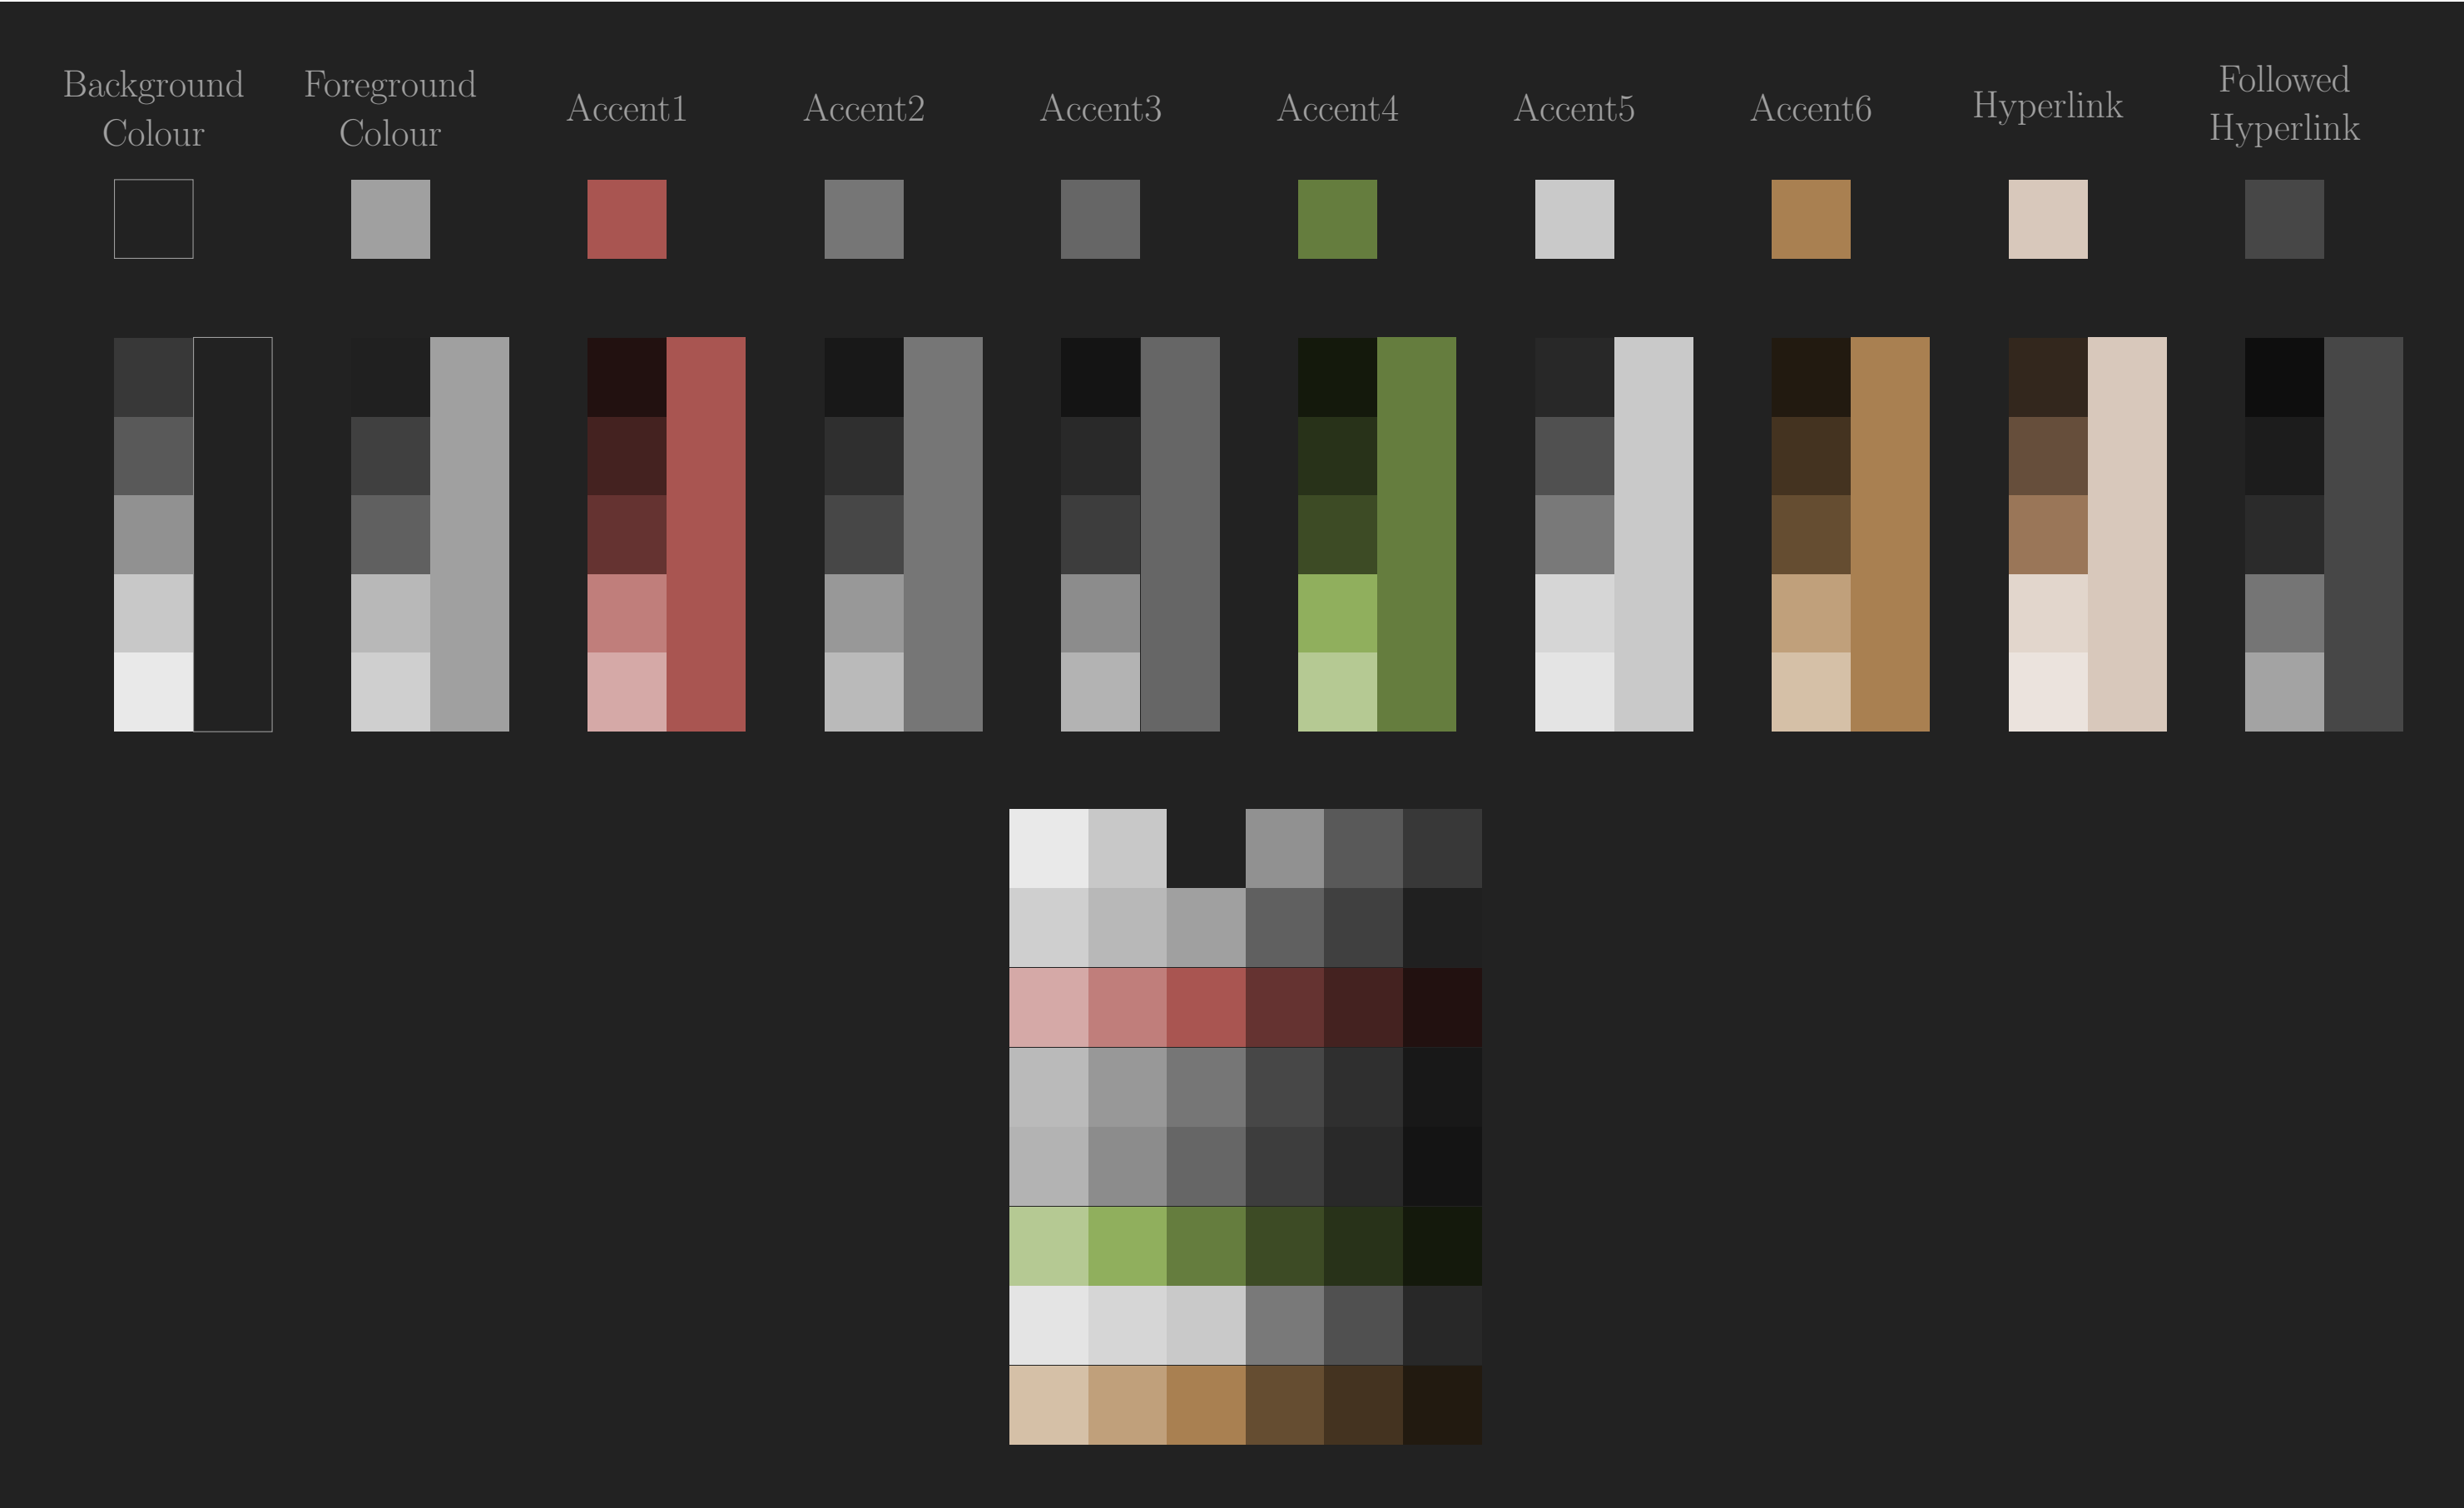 Background
Colour
Foreground
Colour
Accent1
Accent2
Accent3
Accent4
Accent5
Accent6
Hyperlink
Followed
Hyperlink